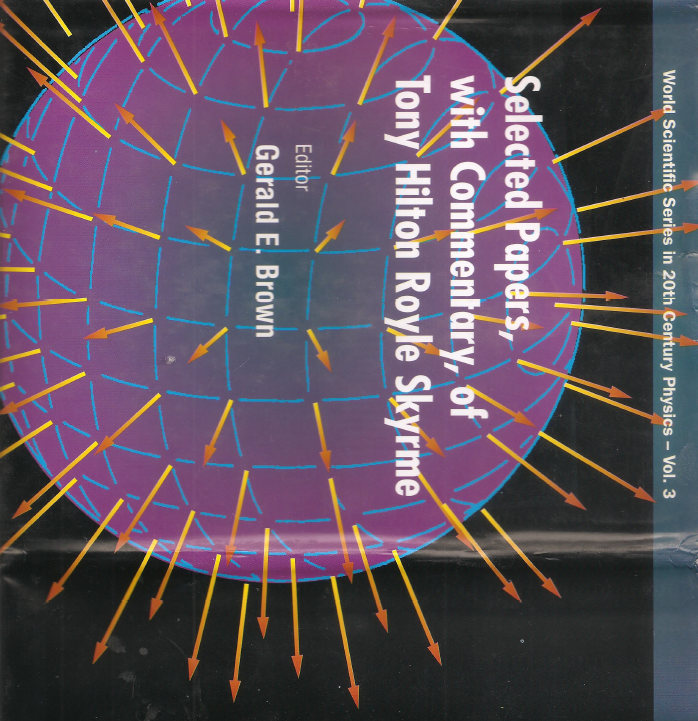 World Scientific Series in 20th Century Physics – Vol. 3
Selected Papers,
with Commentary, of
Tony Hilton Royle Skyrme
Editor
Gerald E. Brown